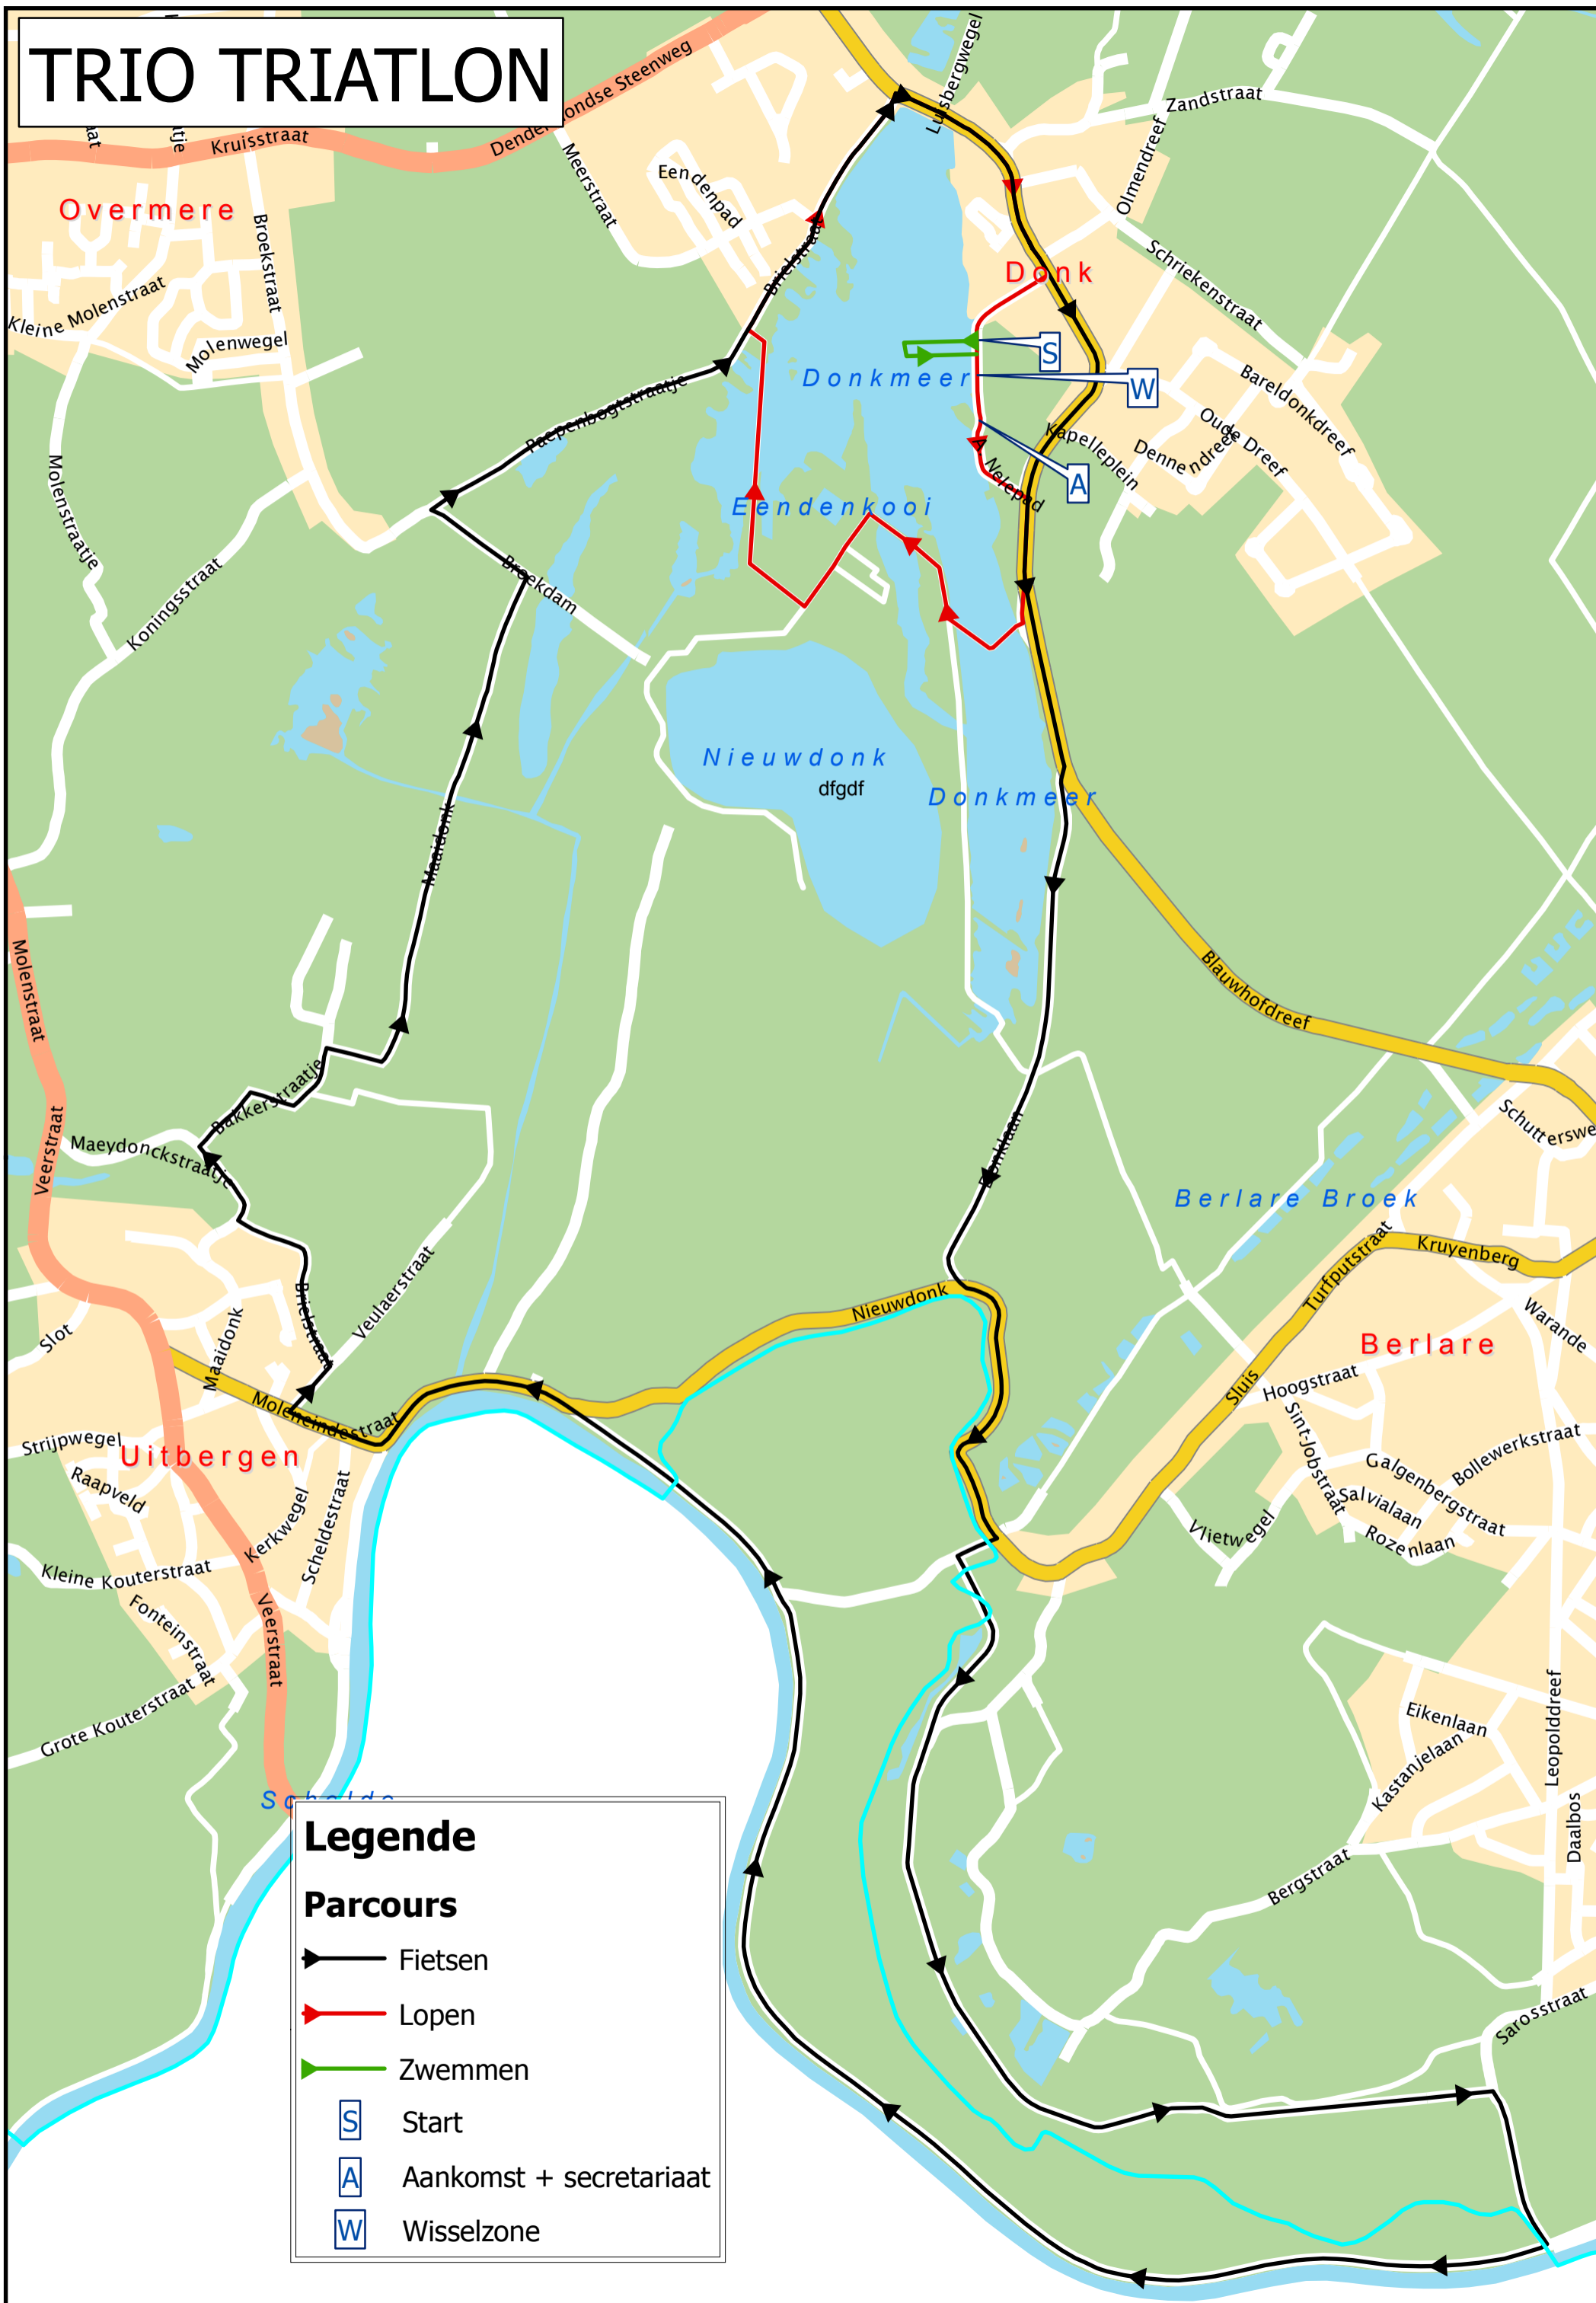 TRIO TRIATLON
Luisbergwegel
Dendermondse Steenweg
Zandstraat
Kruisstraat
Meerstraat
Olmendreef
Eendenpad
Overmere
Broekstraat
Brielstraat
Schriekenstraat
Donk
Kleine Molenstraat
Molenwegel
S
Donkmeer
W
Bareldonkdreef
Paepenbogtstraatje
Oude Dreef
Kapelleplein
Dennendreef
A
Nelepad
Molenstraatje
Eendenkooi
Broekdam
Koningsstraat
Nieuwdonk
dfgdf
Donkmeer
Maaidonk
Molenstraat
Blauwhofdreef
Bakkerstraatje
Veerstraat
Maeydonckstraatje
Donklaan
Berlare Broek
Turfputstraat
Kruyenberg
Veulaerstraat
Brielstraat
Nieuwdonk
Warande
Slot
Maaidonk
Berlare
Sluis
Hoogstraat
Moleneindestraat
Strijpwegel
Uitbergen
Sint-Jobstraat
Bollewerkstraat
Galgenbergstraat
Raapveld
Salvialaan
Kerkwegel
Scheldestraat
Vlietwegel
Rozenlaan
Kleine Kouterstraat
Fonteinstraat
Veerstraat
Grote Kouterstraat
Eikenlaan
Leopolddreef
Kastanjelaan
Schelde
Daalbos
Bergstraat
Sarosstraat
Legende
Parcours
Fietsen
Lopen
Zwemmen
S Start
A Aankomst + secretariaat
W Wisselzone